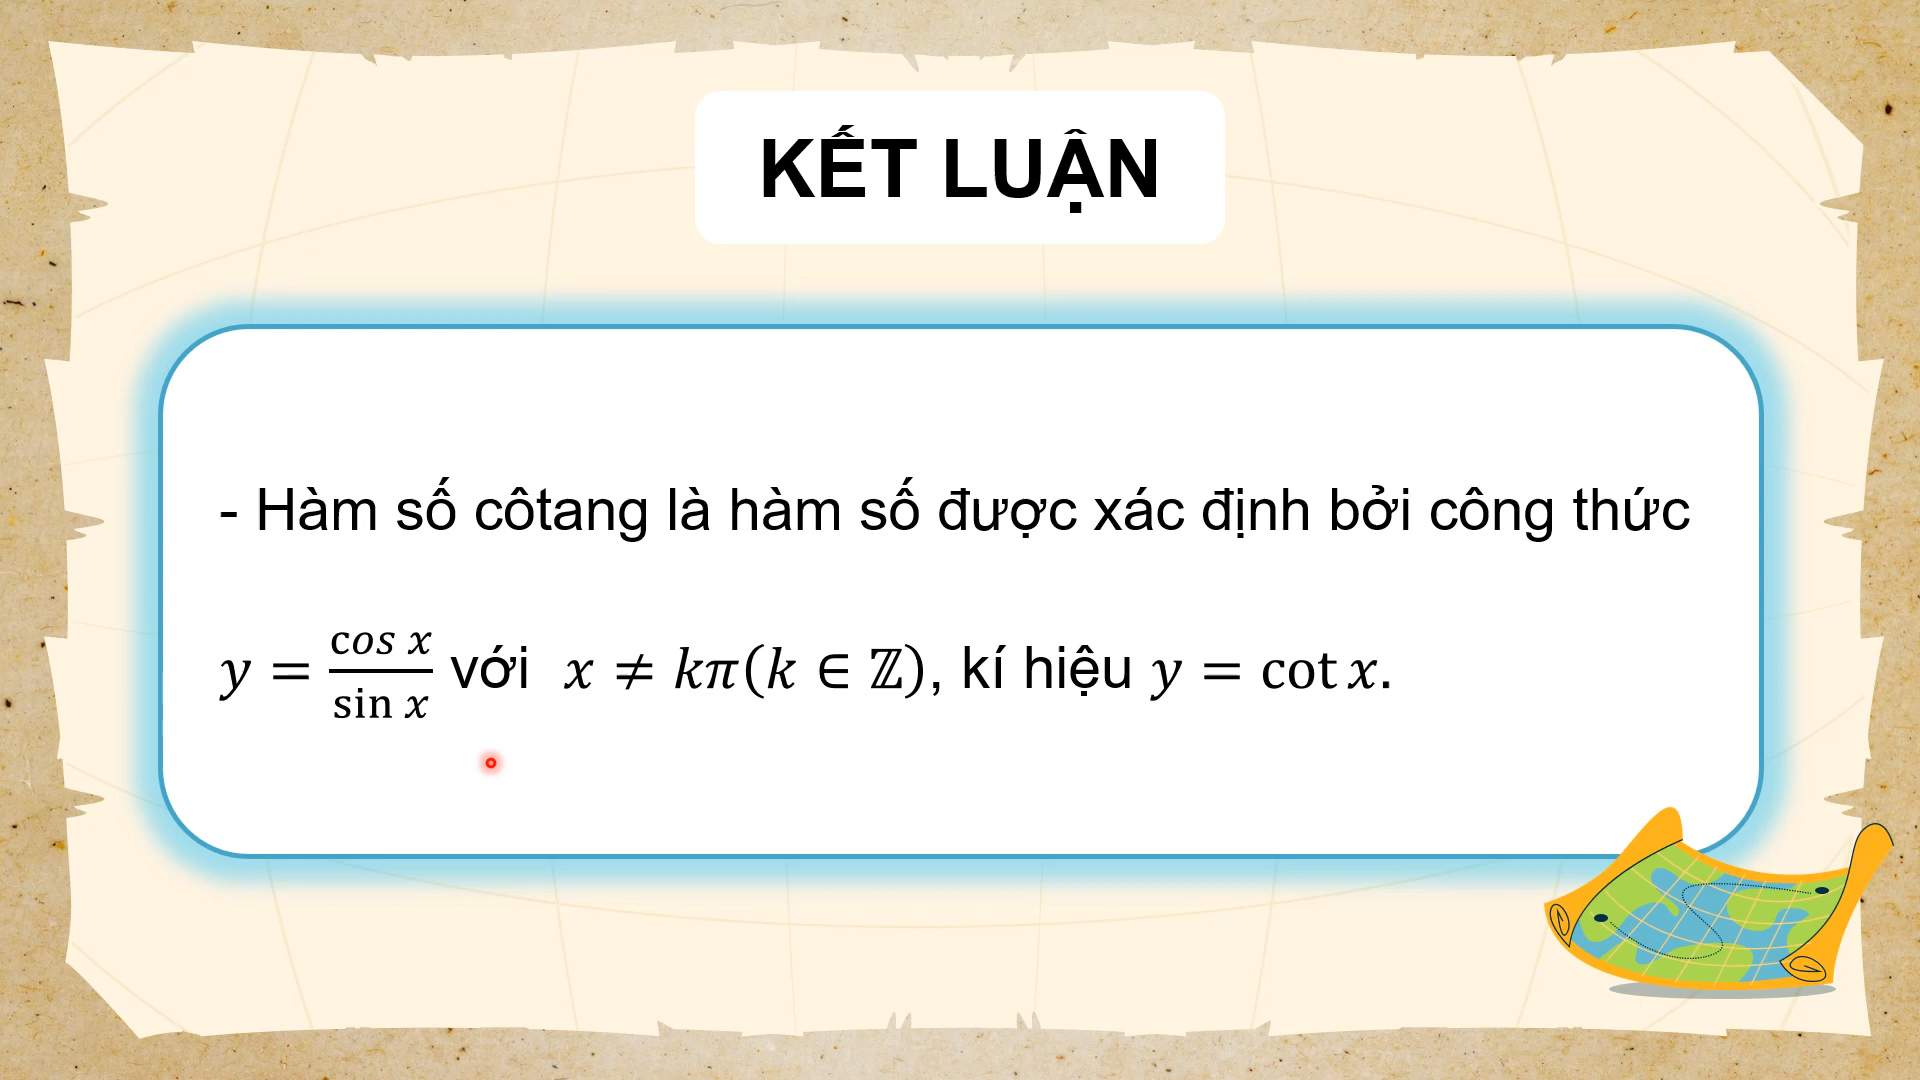 KẾT LUẬN
- Hàm số côtang là hàm số được xác định bởi công thức
y = cos x / sin x với x ≠ kπ(k ∈ ℤ), kí hiệu y = cot x.